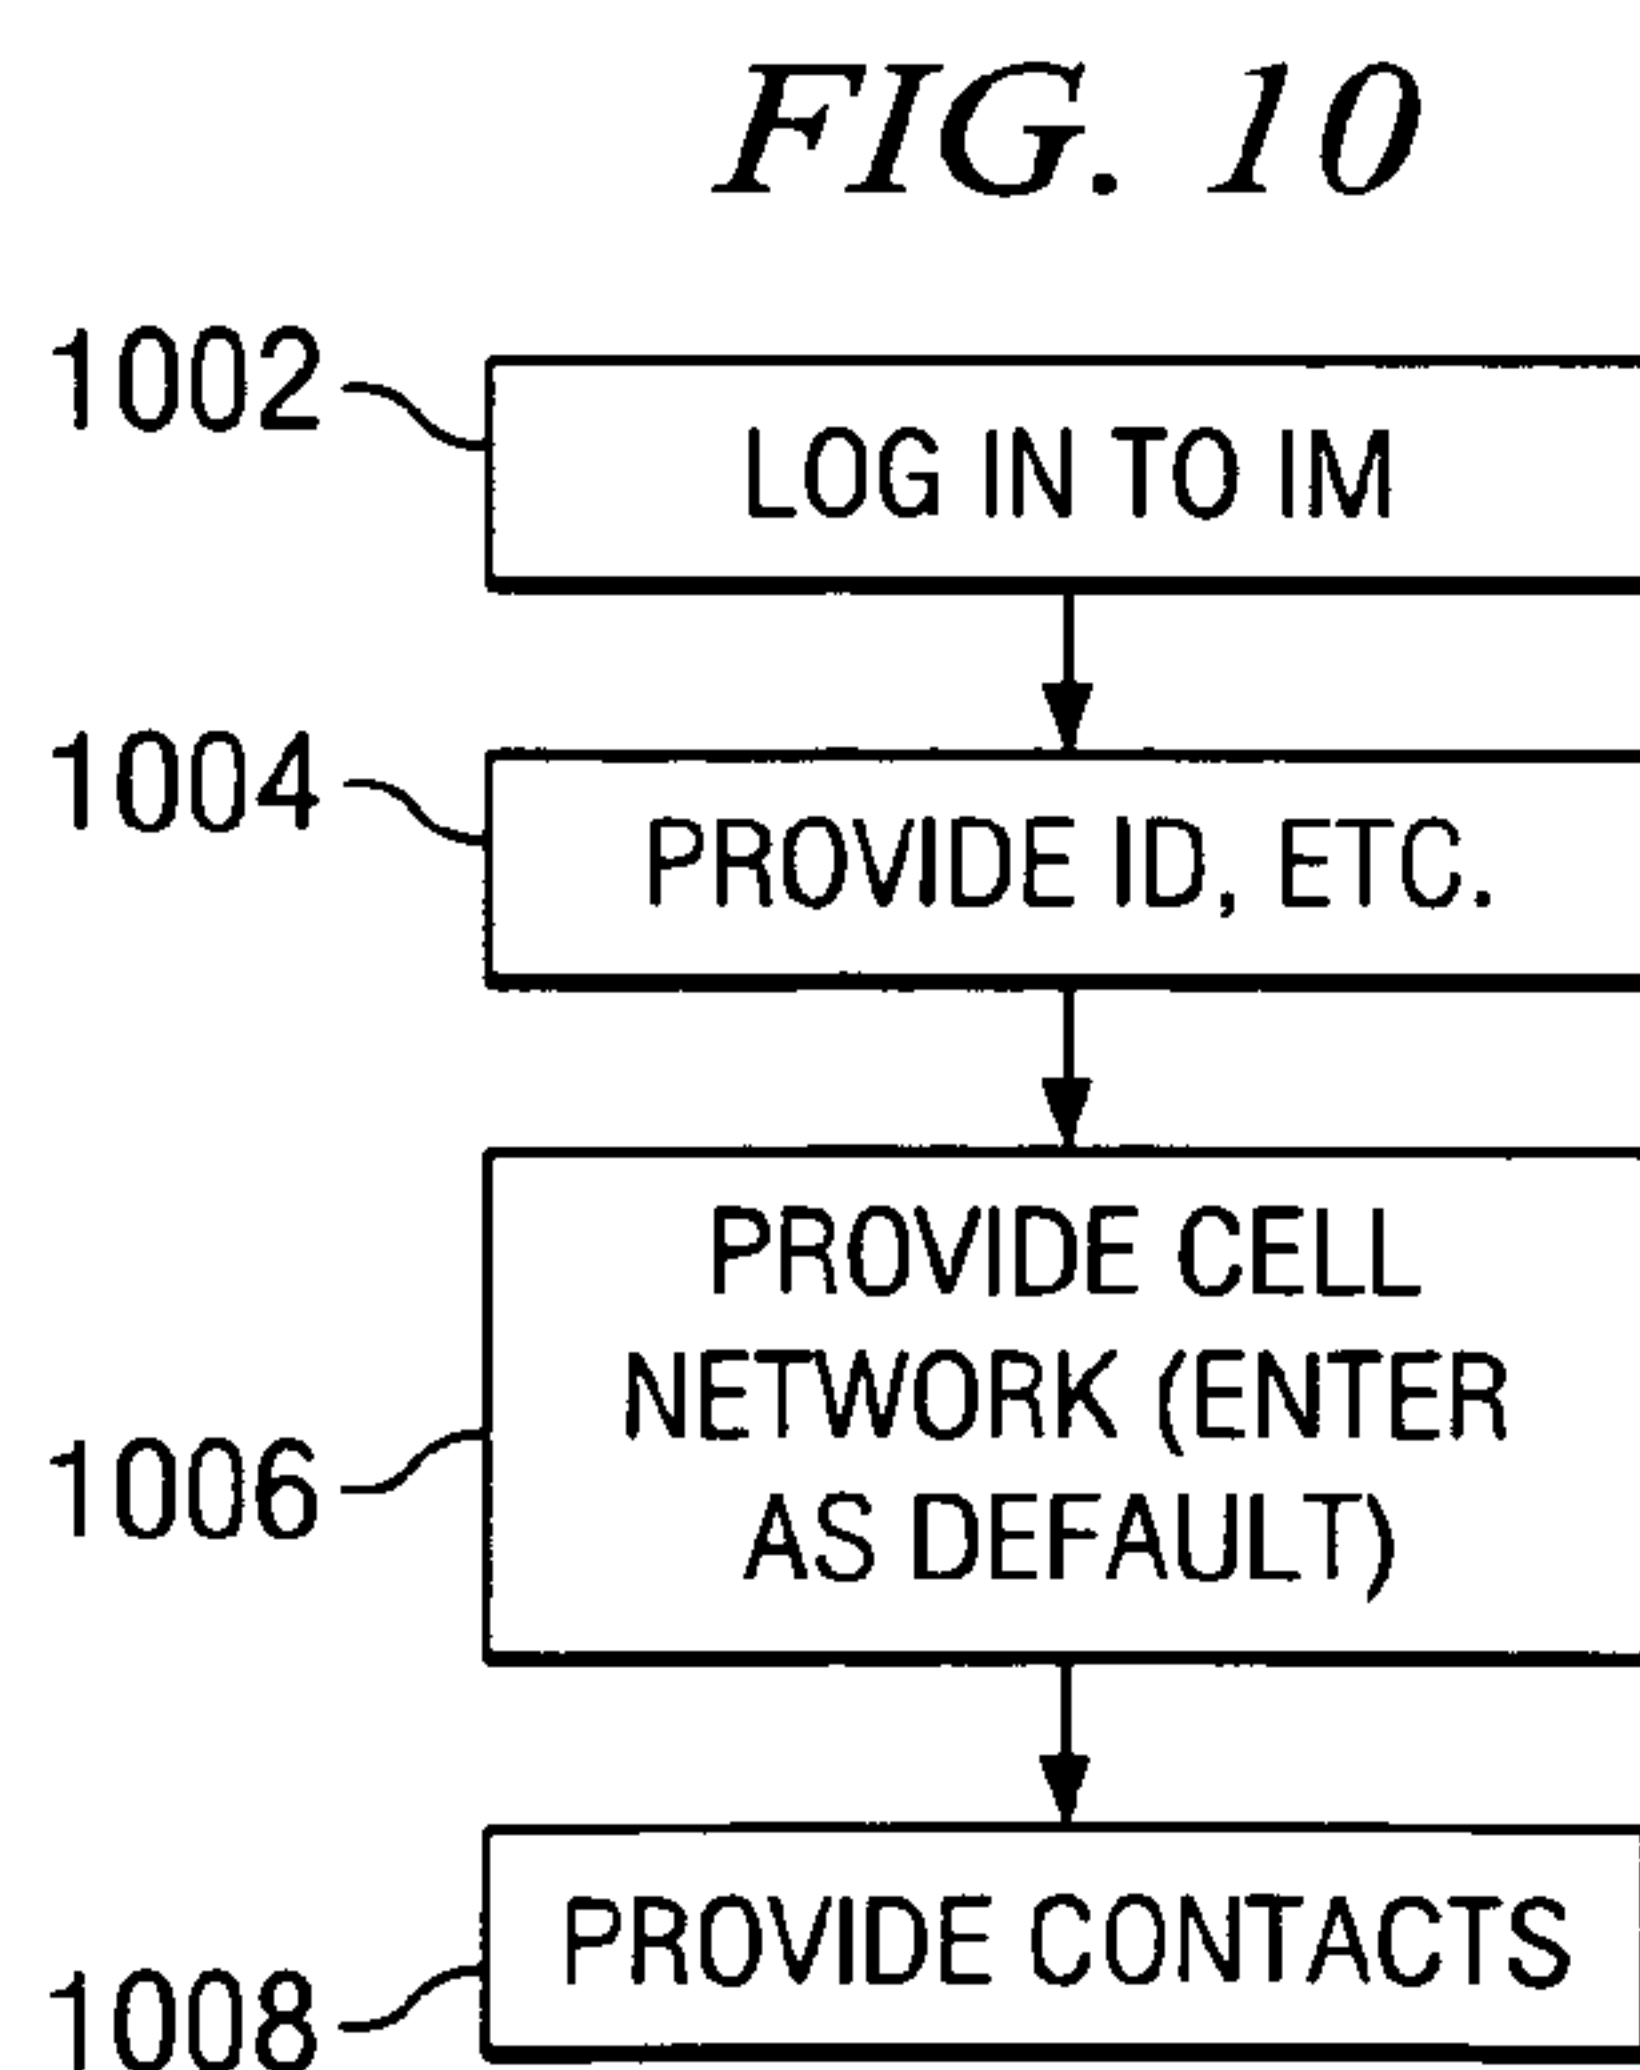 FIG. 10
1002
LOG IN TO IM
1004
PROVIDE ID, ETC.
1006
PROVIDE CELL
NETWORK (ENTER
AS DEFAULT)
1008
PROVIDE CONTACTS